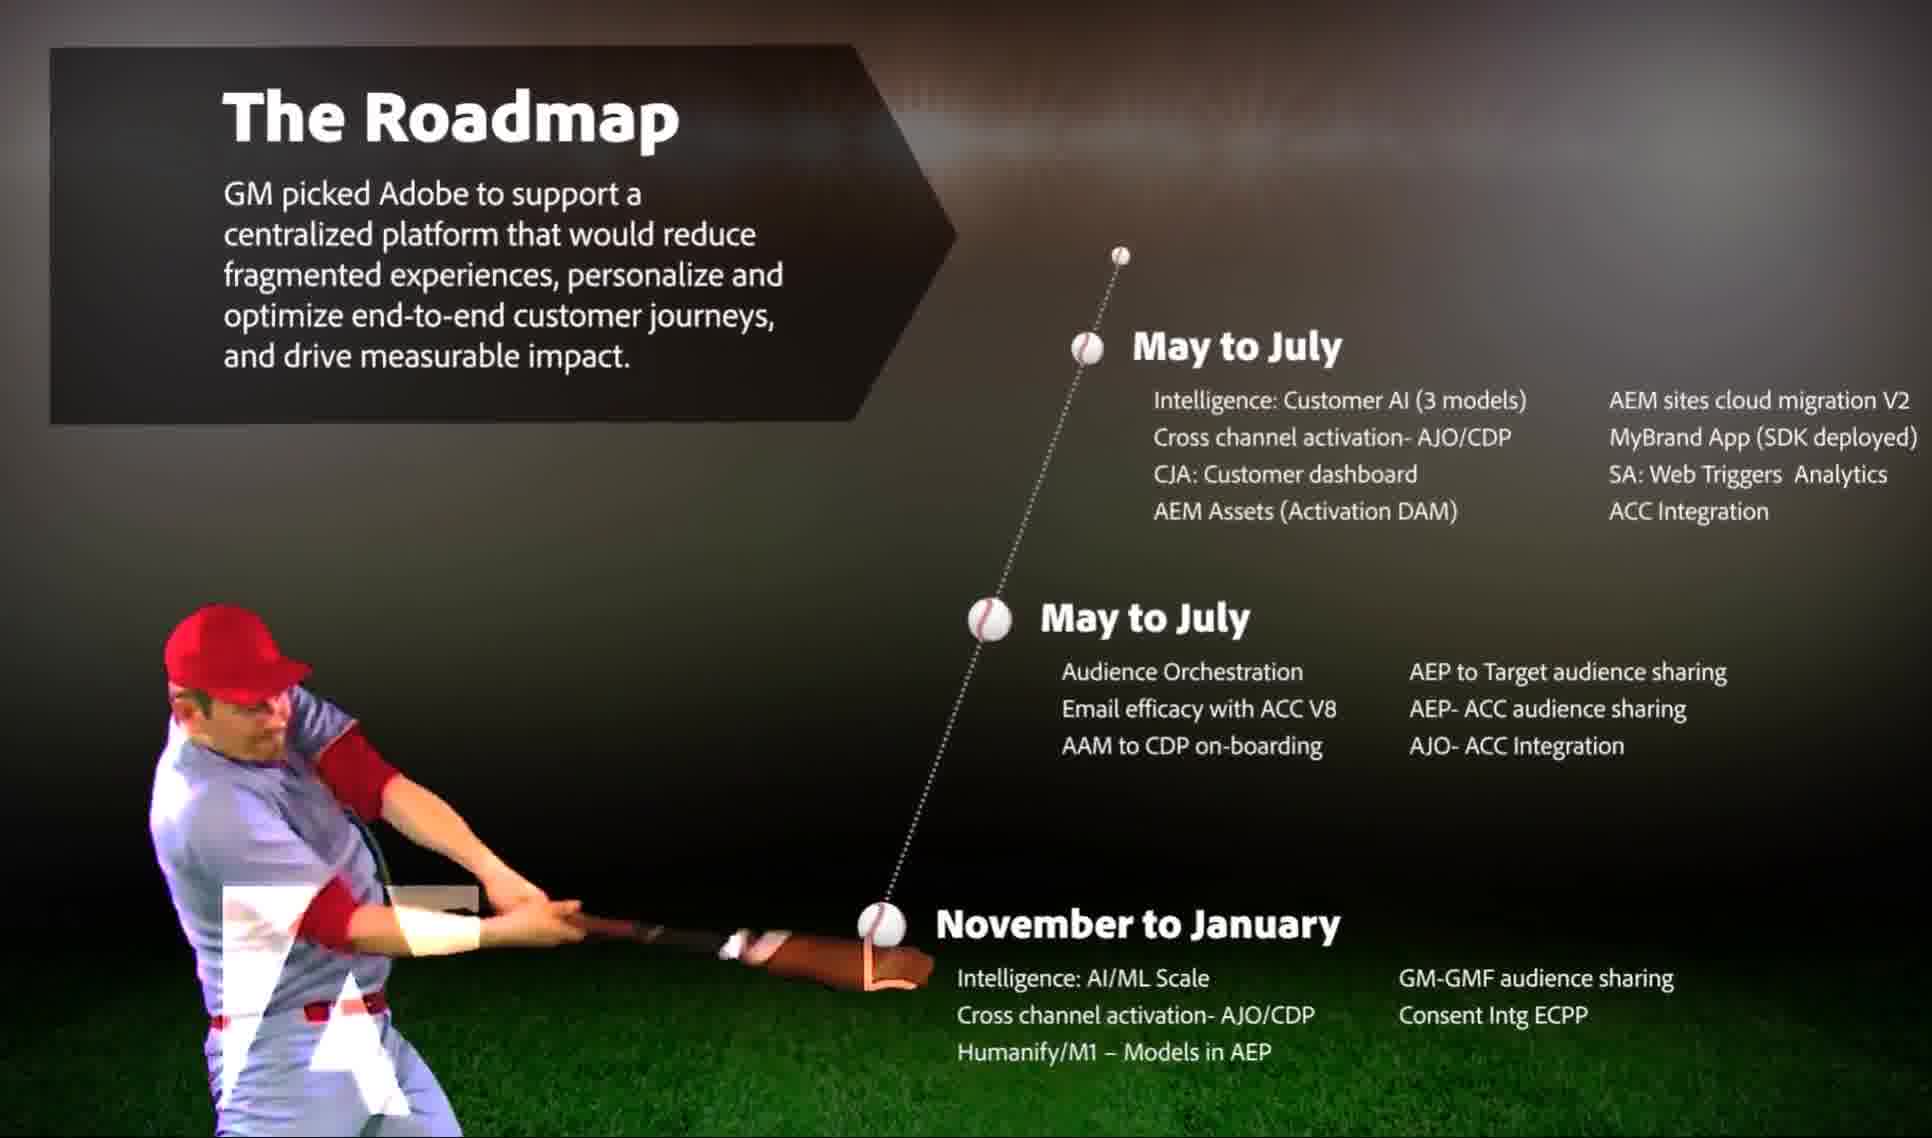 The Roadmap
GM picked Adobe to support a
centralized platform that would reduce
fragmented experiences, personalize and
optimize end-to-end customer journeys,
and drive measurable impact.
May to July
Intelligence: Customer AI (3 models)
Cross channel activation- AJO/CDP
CJA: Customer dashboard
AEM Assets (Activation DAM)
AEM sites cloud migration V2
MyBrand App (SDK deployed)
SA: Web Triggers  Analytics
ACC Integration
May to July
Audience Orchestration
Email efficacy with ACC V8
AAM to CDP on-boarding
AEP to Target audience sharing
AEP- ACC audience sharing
AJO- ACC Integration
November to January
Intelligence: AI/ML Scale
Cross channel activation- AJO/CDP
Humanify/M1 – Models in AEP
GM-GMF audience sharing
Consent Intg ECPP